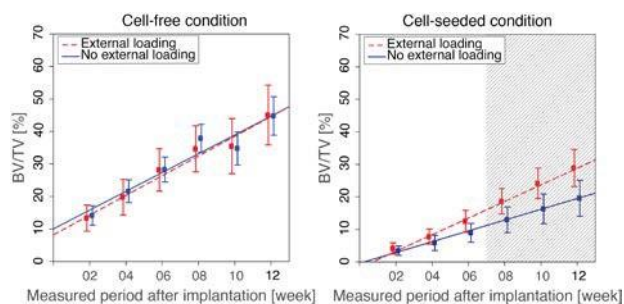 Cell-free condition
External loading
No external loading
BV/TV [%]
70
60
50
40
30
20
10
0
02 04 06 08 10 12
Measured period after implantation [week]
Cell-seeded condition
External loading
No external loading
BV/TV [%]
70
60
50
40
30
20
10
0
02 04 06 08 10 12
Measured period after implantation [week]